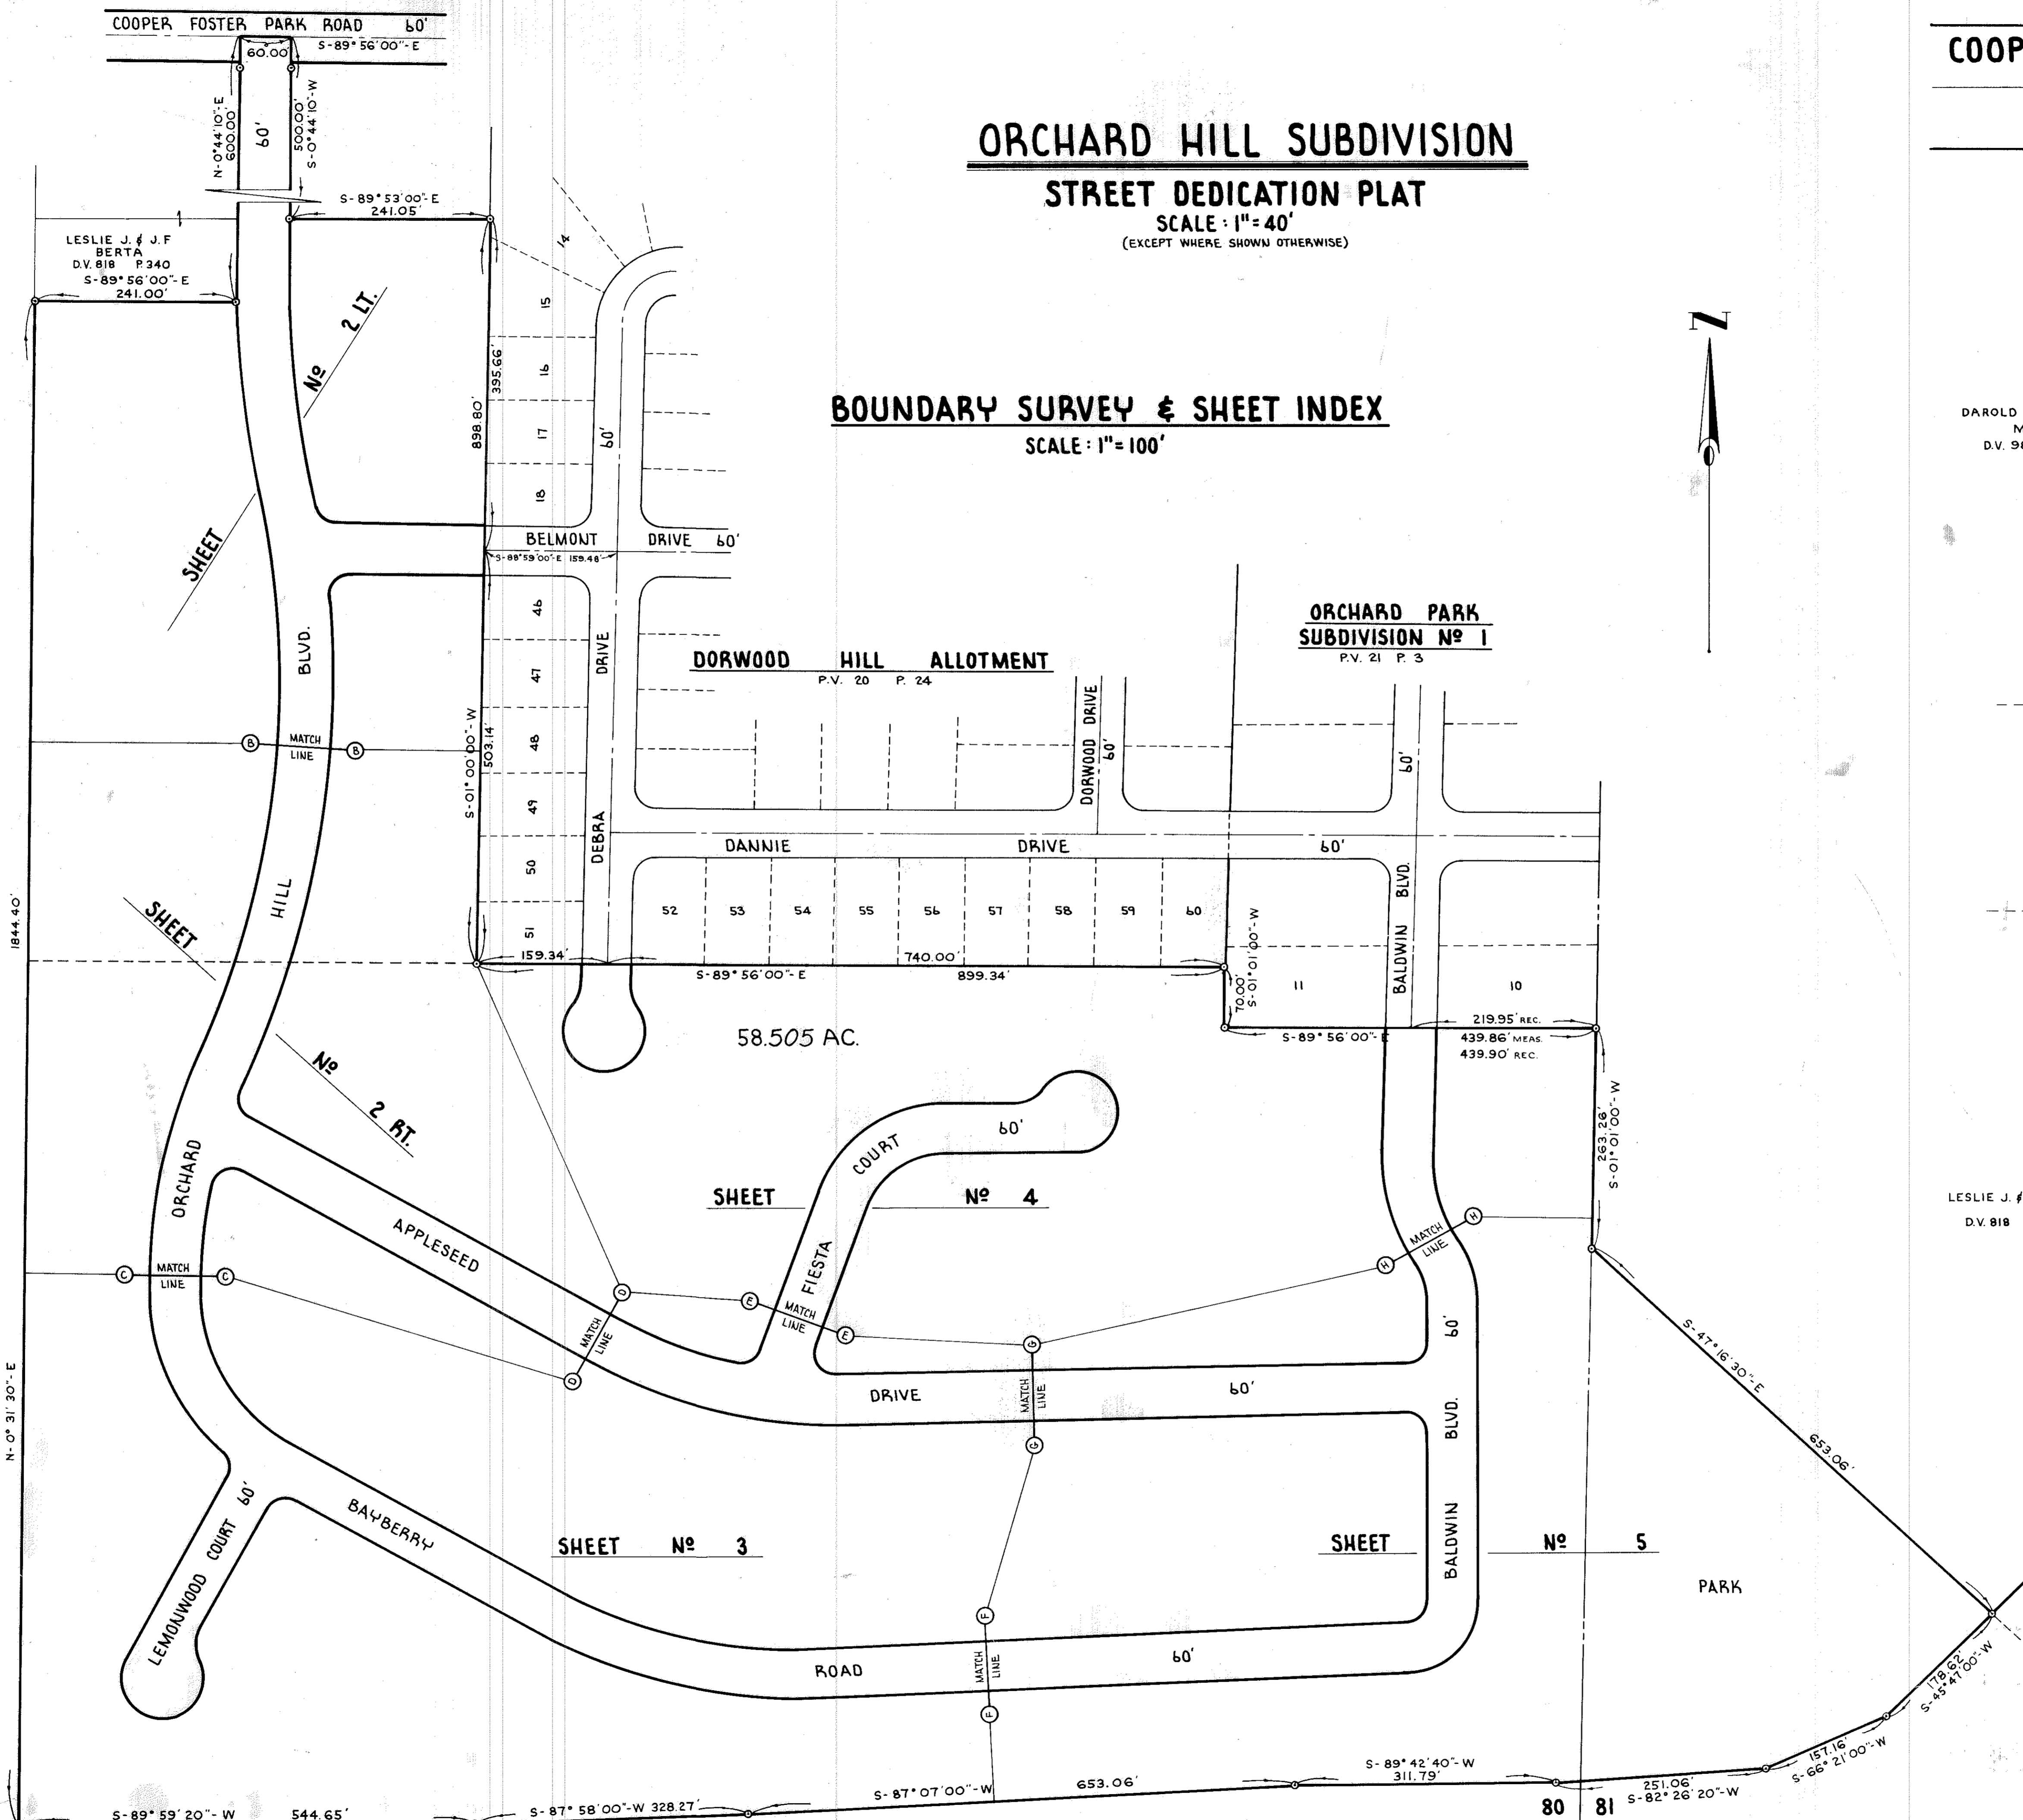 COOPER FOSTER PARK ROAD 60'
S-89°56'00"-E
60.00'
N-0°44'10"-E
600.00'
60'
500.00'
S-0°44'10"-W
S-89°53'00"-E
241.05'
1
LESLIE J. & J.F
BERTA
D.V. 818 P. 340
S-89°56'00"-E
241.00'
ORCHARD HILL SUBDIVISION
STREET DEDICATION PLAT
SCALE : 1"=40'
(EXCEPT WHERE SHOWN OTHERWISE)
BOUNDARY SURVEY & SHEET INDEX
SCALE : 1"=100'
N
COOP
DAROLD
M
D.V. 98
LESLIE J. &
D.V. 818
SHEET Nº 2 LT.
14
15
16
17
18
395.66'
898.80'
60'
BELMONT DRIVE 60'
S-88°59'00"-E 159.48'
46
47
48
49
50
51
DEBRA DRIVE
S-01°00'00"-W
503.14'
DORWOOD HILL ALLOTMENT
P.V. 20 P. 24
ORCHARD PARK
SUBDIVISION Nº 1
P.V. 21 P. 3
DORWOOD DRIVE
60'
60'
DANNIE DRIVE 60'
52 53 54 55 56 57 58 59 60
BALDWIN BLVD.
11
10
159.34'
740.00'
S-89°56'00"-E 899.34'
70.00'
S-01°01'00"-W
219.95' REC.
S-89°56'00"-E 439.86' MEAS.
439.90' REC.
263.26'
S-01°01'00"-W
58.505 AC.
ORCHARD HILL BLVD.
B MATCH LINE B
1844.40'
N-0°31'30"-E
SHEET Nº 2 RT.
C MATCH LINE C
D MATCH LINE D
E MATCH LINE E
F MATCH LINE F
G MATCH LINE G
H MATCH LINE H
APPLESEED DRIVE 60'
FIESTA COURT 60'
SHEET Nº 4
60'
BALDWIN BLVD.
LEMONWOOD COURT 60'
BAYBERRY ROAD 60'
SHEET Nº 3
SHEET Nº 5
PARK
S-47°16'30"-E
653.06'
178.62'
S-45°47'00"-W
157.16'
S-66°21'00"-W
251.06'
S-82°26'20"-W
S-89°42'40"-W
311.79'
S-87°07'00"-W 653.06'
S-87°58'00"-W 328.27'
S-89°59'20"-W 544.65'
80 81